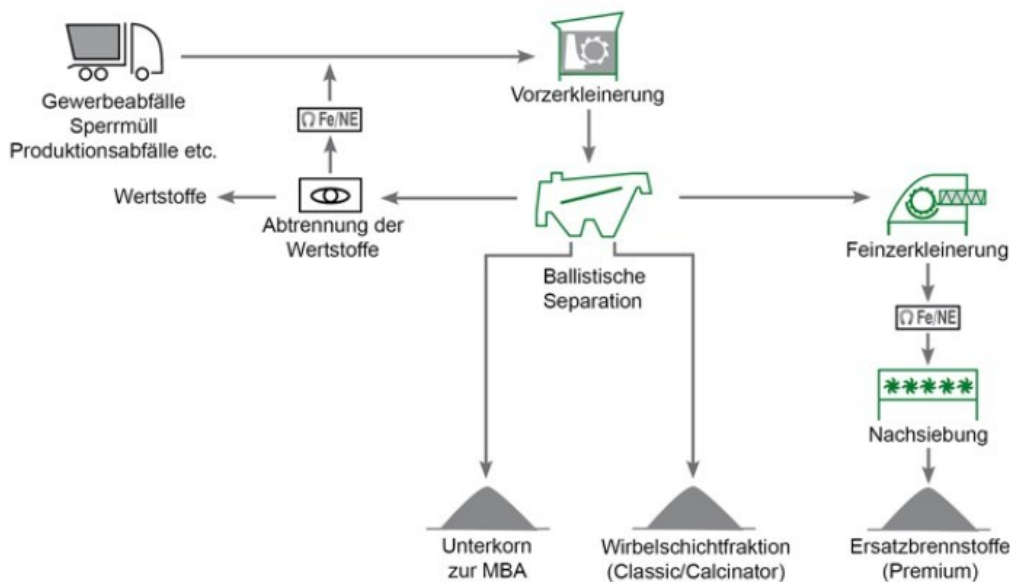 Gewerbeabfälle
Sperrmüll
Produktionsabfälle etc.
Vorzerkleinerung
Fe/NE
Wertstoffe
Abtrennung der
Wertstoffe
Ballistische
Separation
Feinzerkleinerung
Fe/NE
Nachsiebung
Unterkorn
zur MBA
Wirbelschichtfraktion
(Classic/Calcinator)
Ersatzbrennstoffe
(Premium)